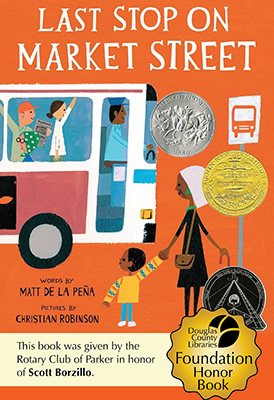 LAST STOP ON
MARKET STREET
WORDS BY
MATT DE LA PEÑA
PICTURES BY
CHRISTIAN ROBINSON
This book was given by the
Rotary Club of Parker in honor
of Scott Borzillo.
Douglas
County
Libraries
Foundation
Honor
Book